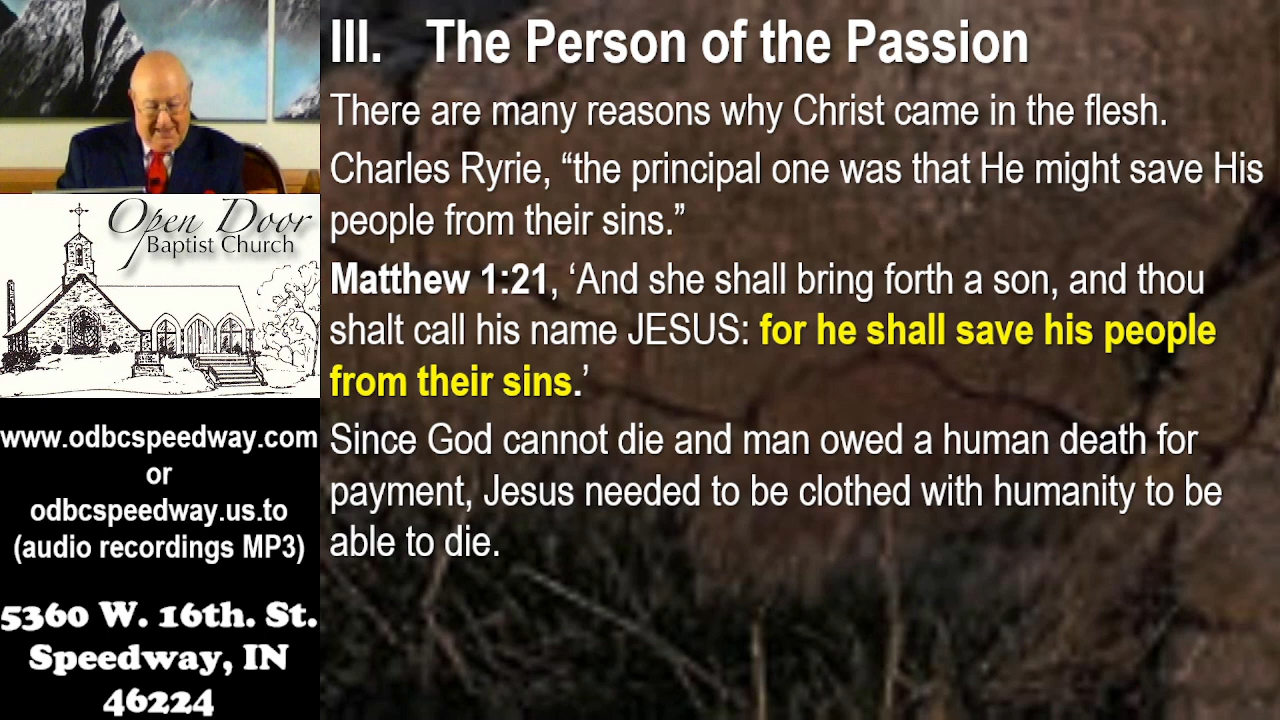 III. The Person of the Passion
There are many reasons why Christ came in the flesh.
Charles Ryrie, “the principal one was that He might save His
people from their sins.”
Matthew 1:21, ‘And she shall bring forth a son, and thou
shalt call his name JESUS: for he shall save his people
from their sins.’
Since God cannot die and man owed a human death for
payment, Jesus needed to be clothed with humanity to be
able to die.
Open Door
Baptist Church
www.odbcspeedway.com
or
odbcspeedway.us.to
(audio recordings MP3)
5360 W. 16th. St.
Speedway, IN
46224